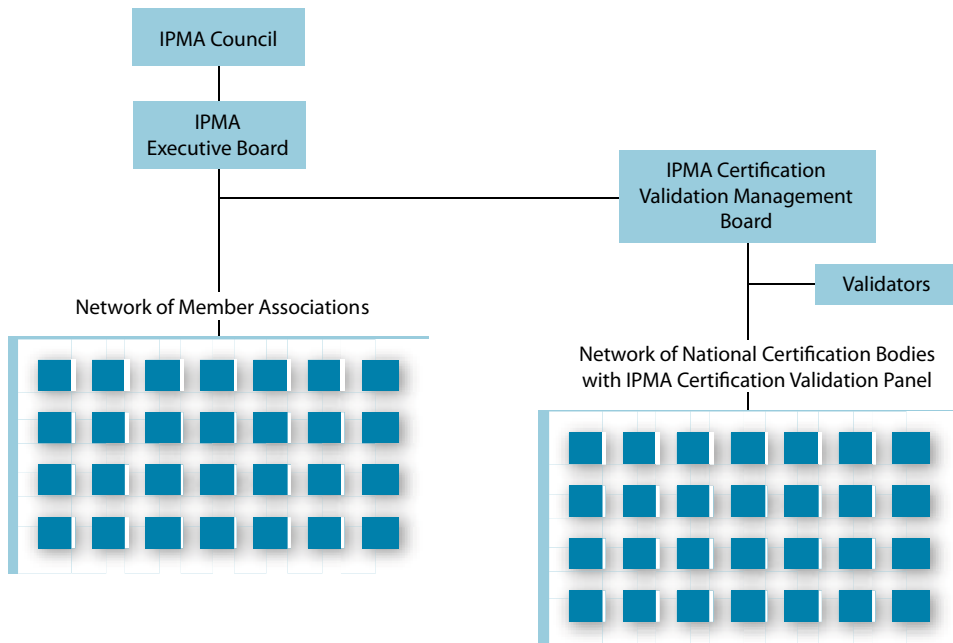 IPMA Council
IPMA
Executive Board
IPMA Certification
Validation Management
Board
Validators
Network of Member Associations
Network of National Certification Bodies
with IPMA Certification Validation Panel